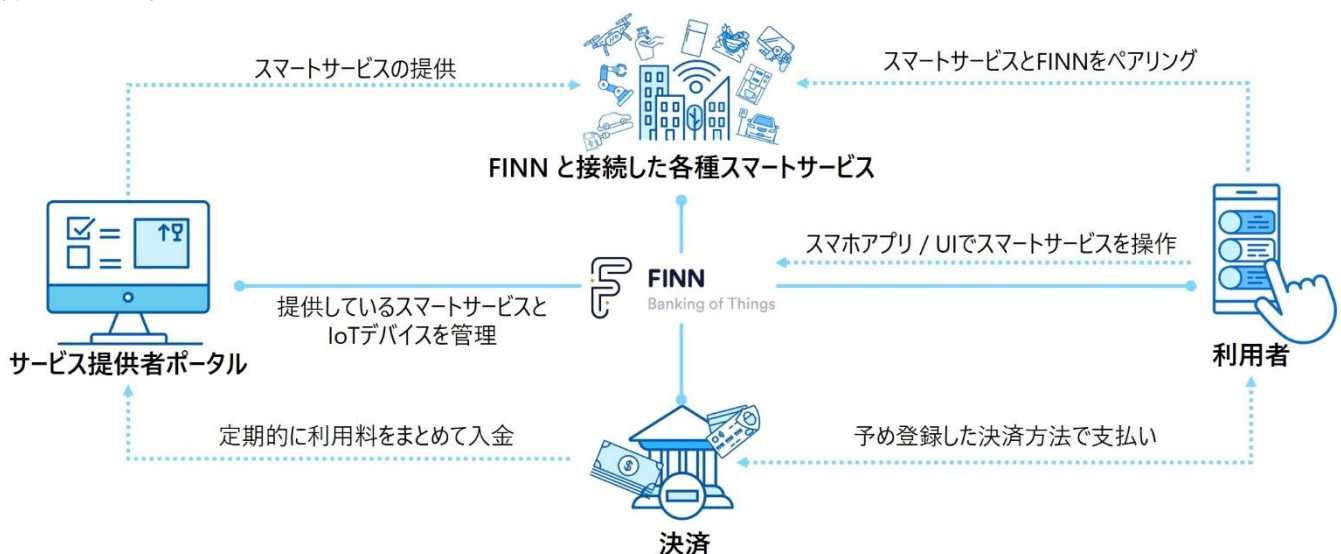 スマートサービスの提供
スマートサービスとFINNをペアリング
FINN と接続した各種スマートサービス
スマホアプリ / UIでスマートサービスを操作
FINN
Banking of Things
提供しているスマートサービスと
IoTデバイスを管理
サービス提供者ポータル
利用者
定期的に利用料をまとめて入金
予め登録した決済方法で支払い
決済